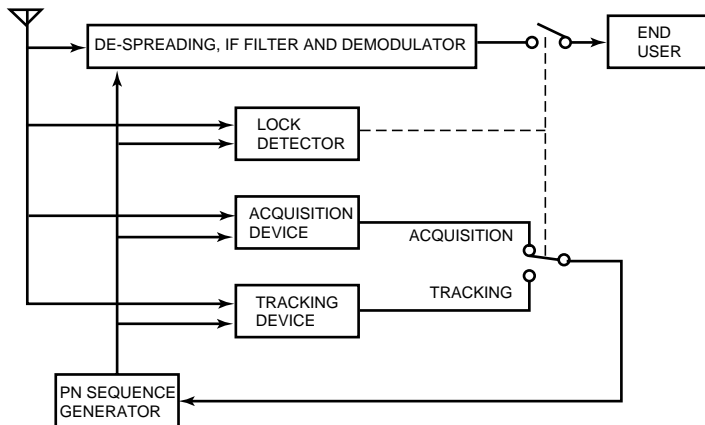 DE-SPREADING, IF FILTER AND DEMODULATOR
END
USER
LOCK
DETECTOR
ACQUISITION
DEVICE
ACQUISITION
TRACKING
TRACKING
DEVICE
PN SEQUENCE
GENERATOR